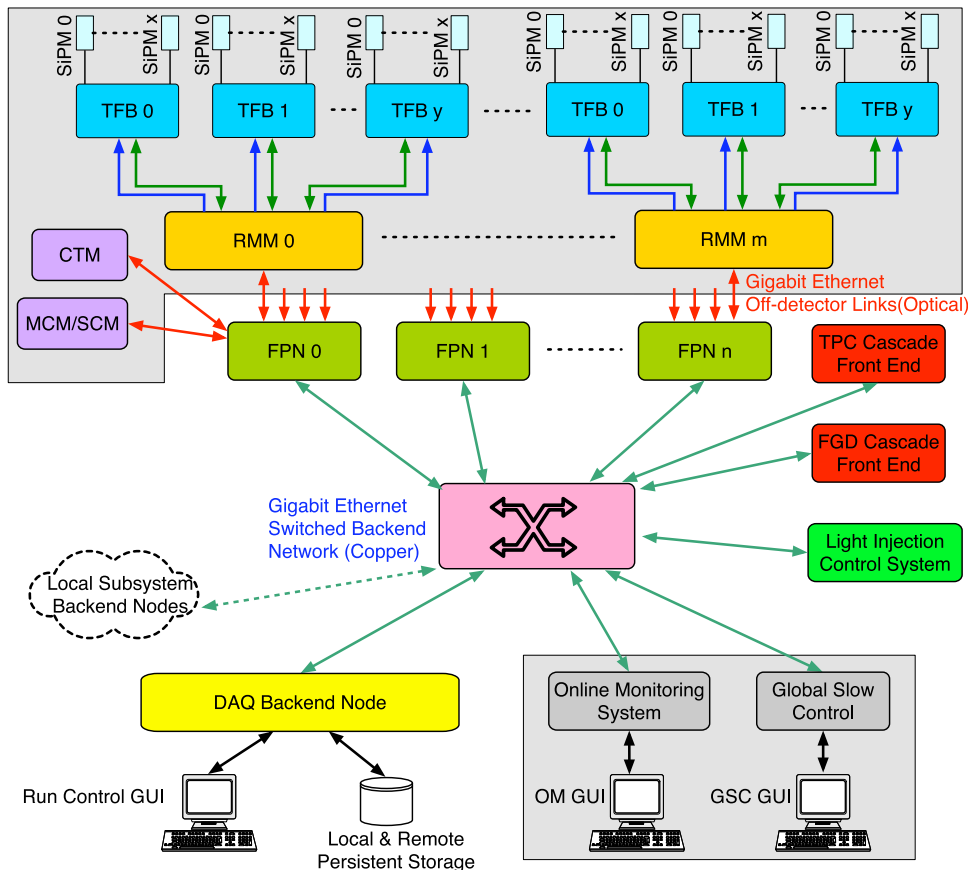 SiPM 0
SiPM x
SiPM 0
SiPM x
SiPM 0
SiPM x
SiPM 0
SiPM x
SiPM 0
SiPM x
SiPM 0
SiPM x
TFB 0
TFB 1
TFB y
TFB 0
TFB 1
TFB y
RMM 0
RMM m
CTM
MCM/SCM
Gigabit Ethernet
Off-detector Links(Optical)
FPN 0
FPN 1
FPN n
TPC Cascade
Front End
FGD Cascade
Front End
Gigabit Ethernet
Switched Backend
Network (Copper)
Light Injection
Control System
Local Subsystem
Backend Nodes
DAQ Backend Node
Online Monitoring
System
Global Slow
Control
Run Control GUI
Local & Remote
Persistent Storage
OM GUI
GSC GUI